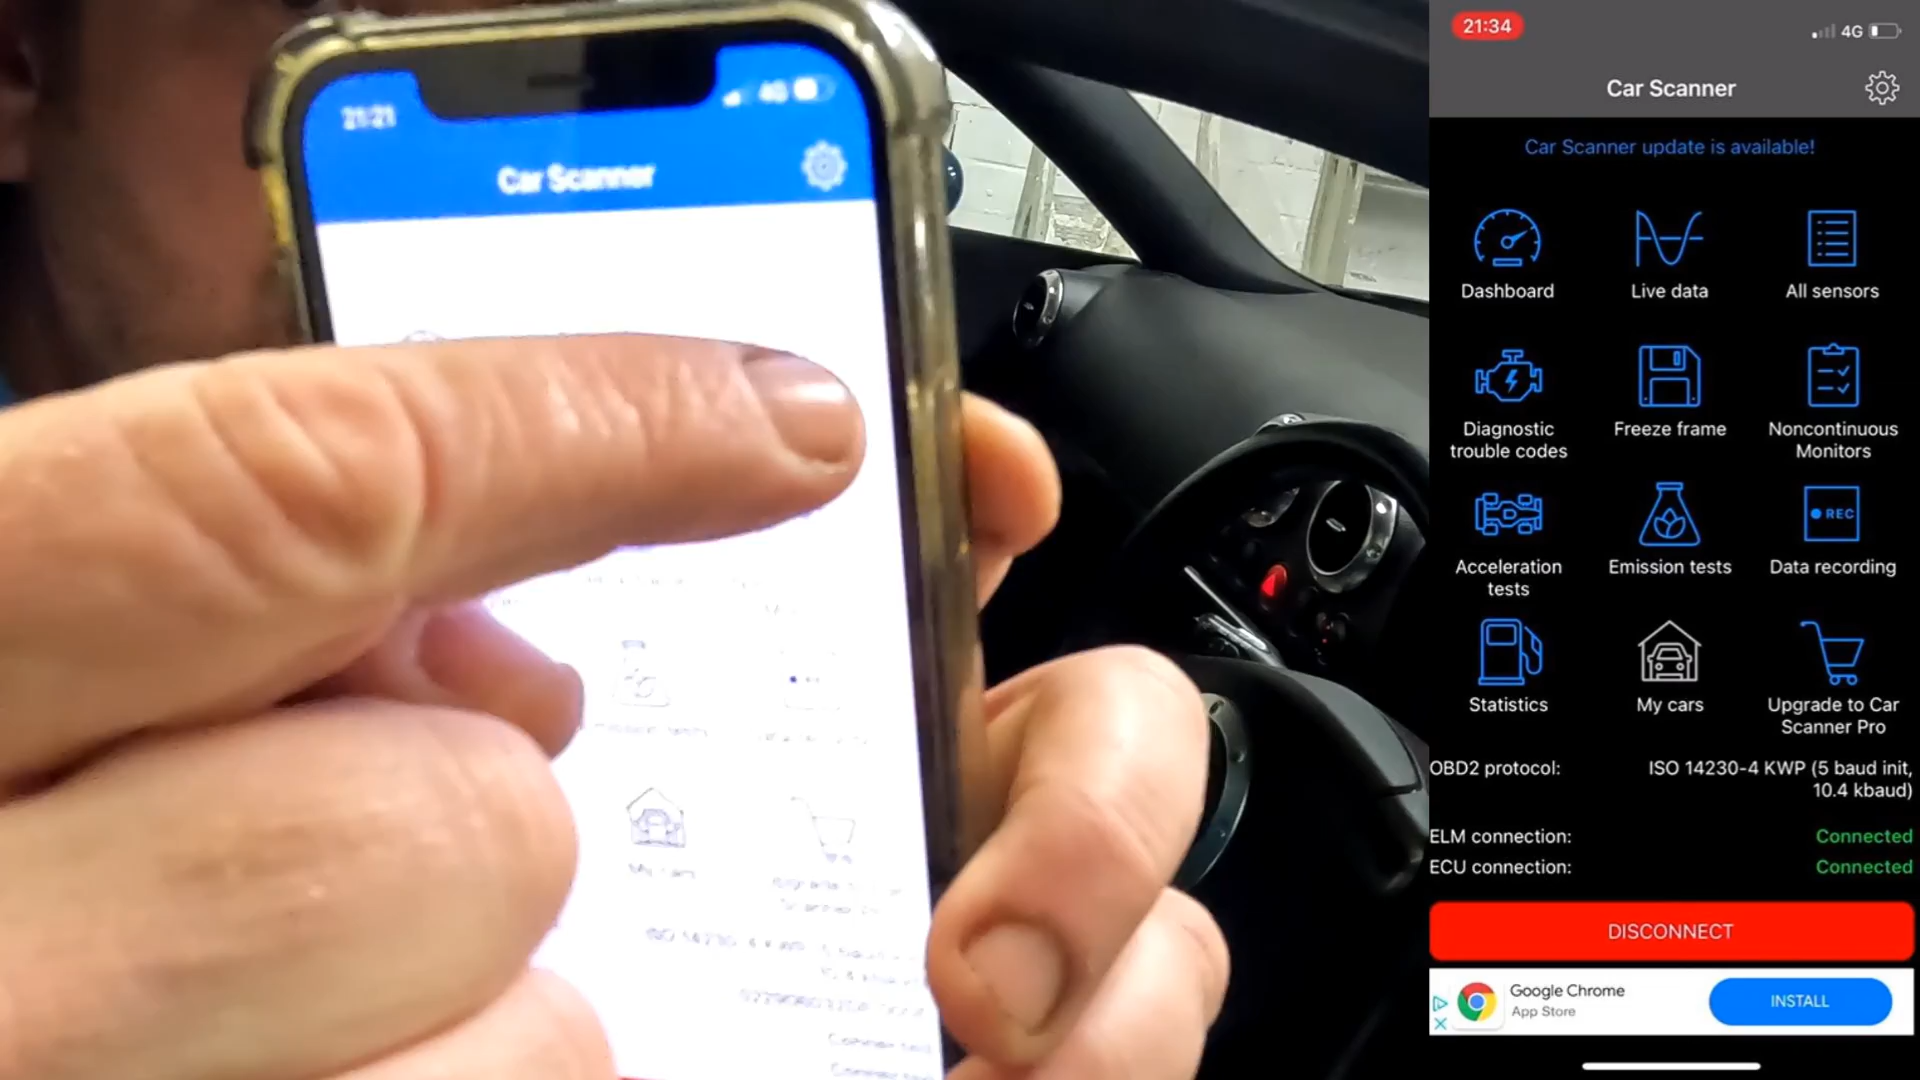 21:21
4G
Car Scanner
My cars
21:34
4G
Car Scanner
Car Scanner update is available!
Dashboard
Live data
All sensors
Diagnostic
trouble codes
Freeze frame
Noncontinuous
Monitors
REC
Acceleration
tests
Emission tests
Data recording
Statistics
My cars
Upgrade to Car
Scanner Pro
OBD2 protocol:
ISO 14230-4 KWP (5 baud init,
10.4 kbaud)
ELM connection:
Connected
ECU connection:
Connected
DISCONNECT
Google Chrome
App Store
INSTALL